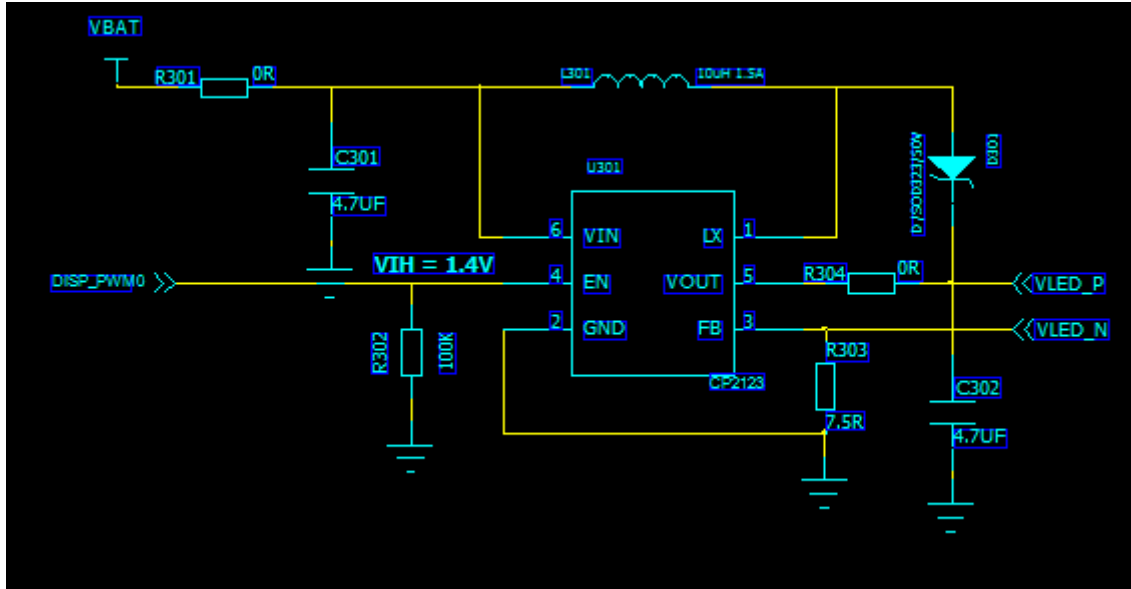 VBAT
R301
0R
L301
10UH 1.5A
C301
4.7UF
D/SOD323/50V
D301
U301
6
VIN
LX
1
VIH = 1.4V
DISP_PWM0
4
EN
VOUT
5
R304
0R
VLED_P
2
GND
FB
3
VLED_N
R302
100K
R303
7.5R
CP2123
C302
4.7UF